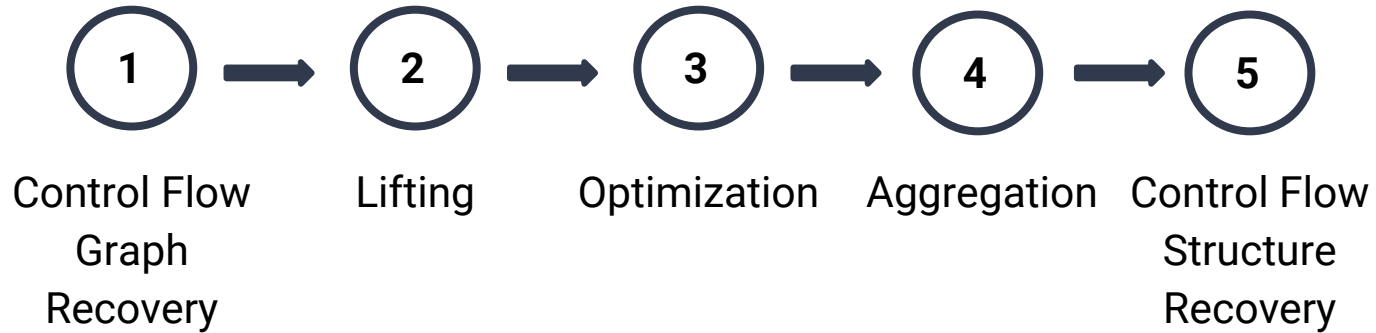 1
2
3
4
5
Control Flow
Graph
Recovery
Lifting
Optimization
Aggregation
Control Flow
Structure
Recovery